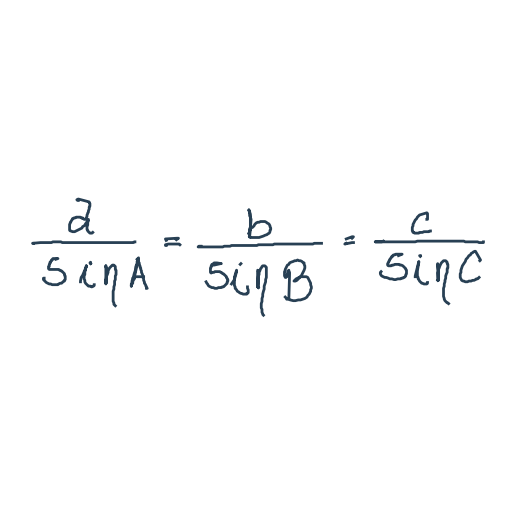 a/sinA = b/sinB = c/sinC